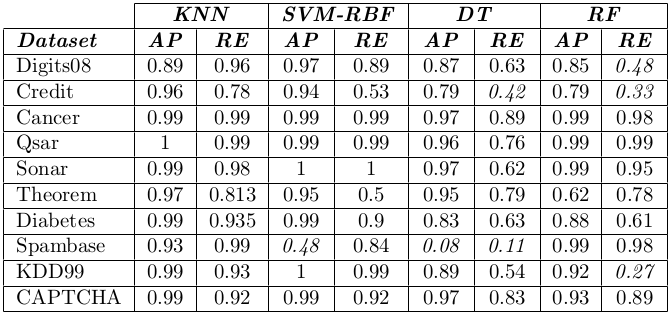 KNN SVM-RBF DT RF
Dataset AP RE AP RE AP RE AP RE
Digits08 0.89 0.96 0.97 0.89 0.87 0.63 0.85 0.48
Credit 0.96 0.78 0.94 0.53 0.79 0.42 0.79 0.33
Cancer 0.99 0.99 0.99 0.99 0.97 0.89 0.99 0.98
Qsar 1 0.99 0.99 0.99 0.96 0.76 0.99 0.99
Sonar 0.99 0.98 1 1 0.97 0.62 0.99 0.95
Theorem 0.97 0.813 0.95 0.5 0.95 0.79 0.62 0.78
Diabetes 0.99 0.935 0.99 0.9 0.83 0.63 0.88 0.61
Spambase 0.93 0.99 0.48 0.84 0.08 0.11 0.99 0.98
KDD99 0.99 0.93 1 0.99 0.89 0.54 0.92 0.27
CAPTCHA 0.99 0.92 0.99 0.92 0.97 0.83 0.93 0.89